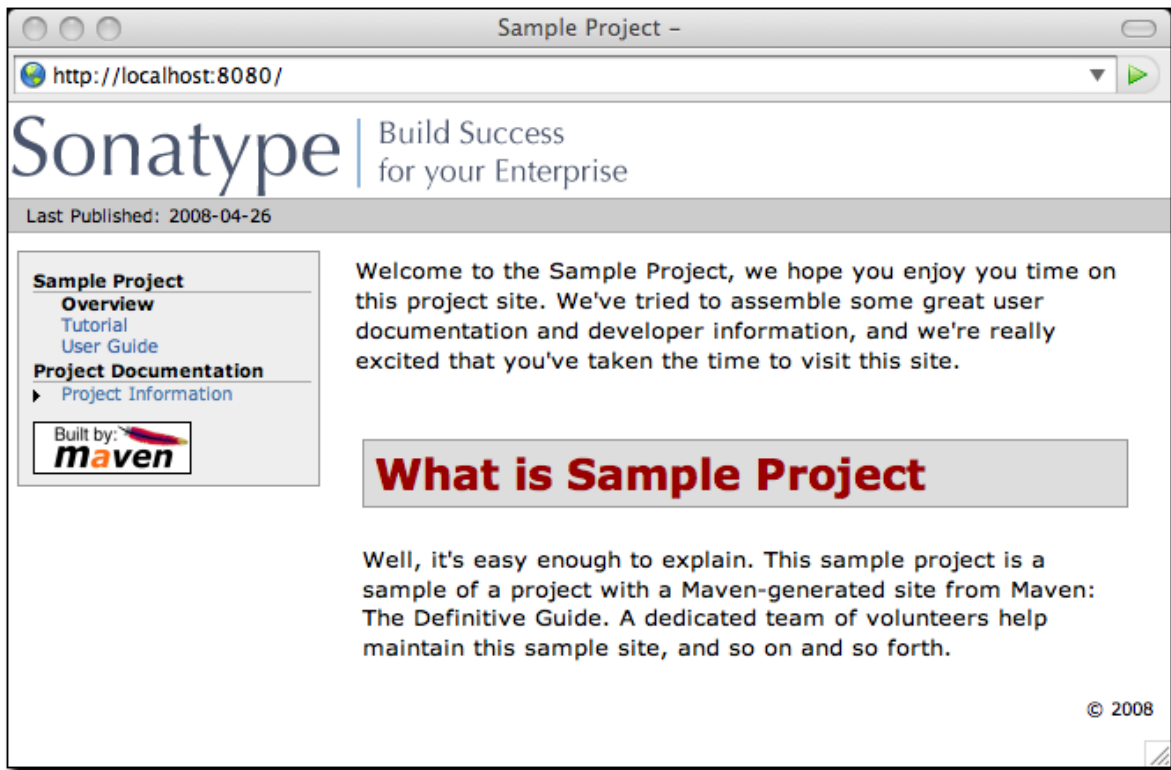 Sample Project –
http://localhost:8080/
Sonatype
Build Success
for your Enterprise
Last Published: 2008-04-26
Sample Project
Overview
Tutorial
User Guide
Project Documentation
Project Information
Built by:
maven
Welcome to the Sample Project, we hope you enjoy you time on
this project site. We've tried to assemble some great user
documentation and developer information, and we're really
excited that you've taken the time to visit this site.
What is Sample Project
Well, it's easy enough to explain. This sample project is a
sample of a project with a Maven-generated site from Maven:
The Definitive Guide. A dedicated team of volunteers help
maintain this sample site, and so on and so forth.
© 2008